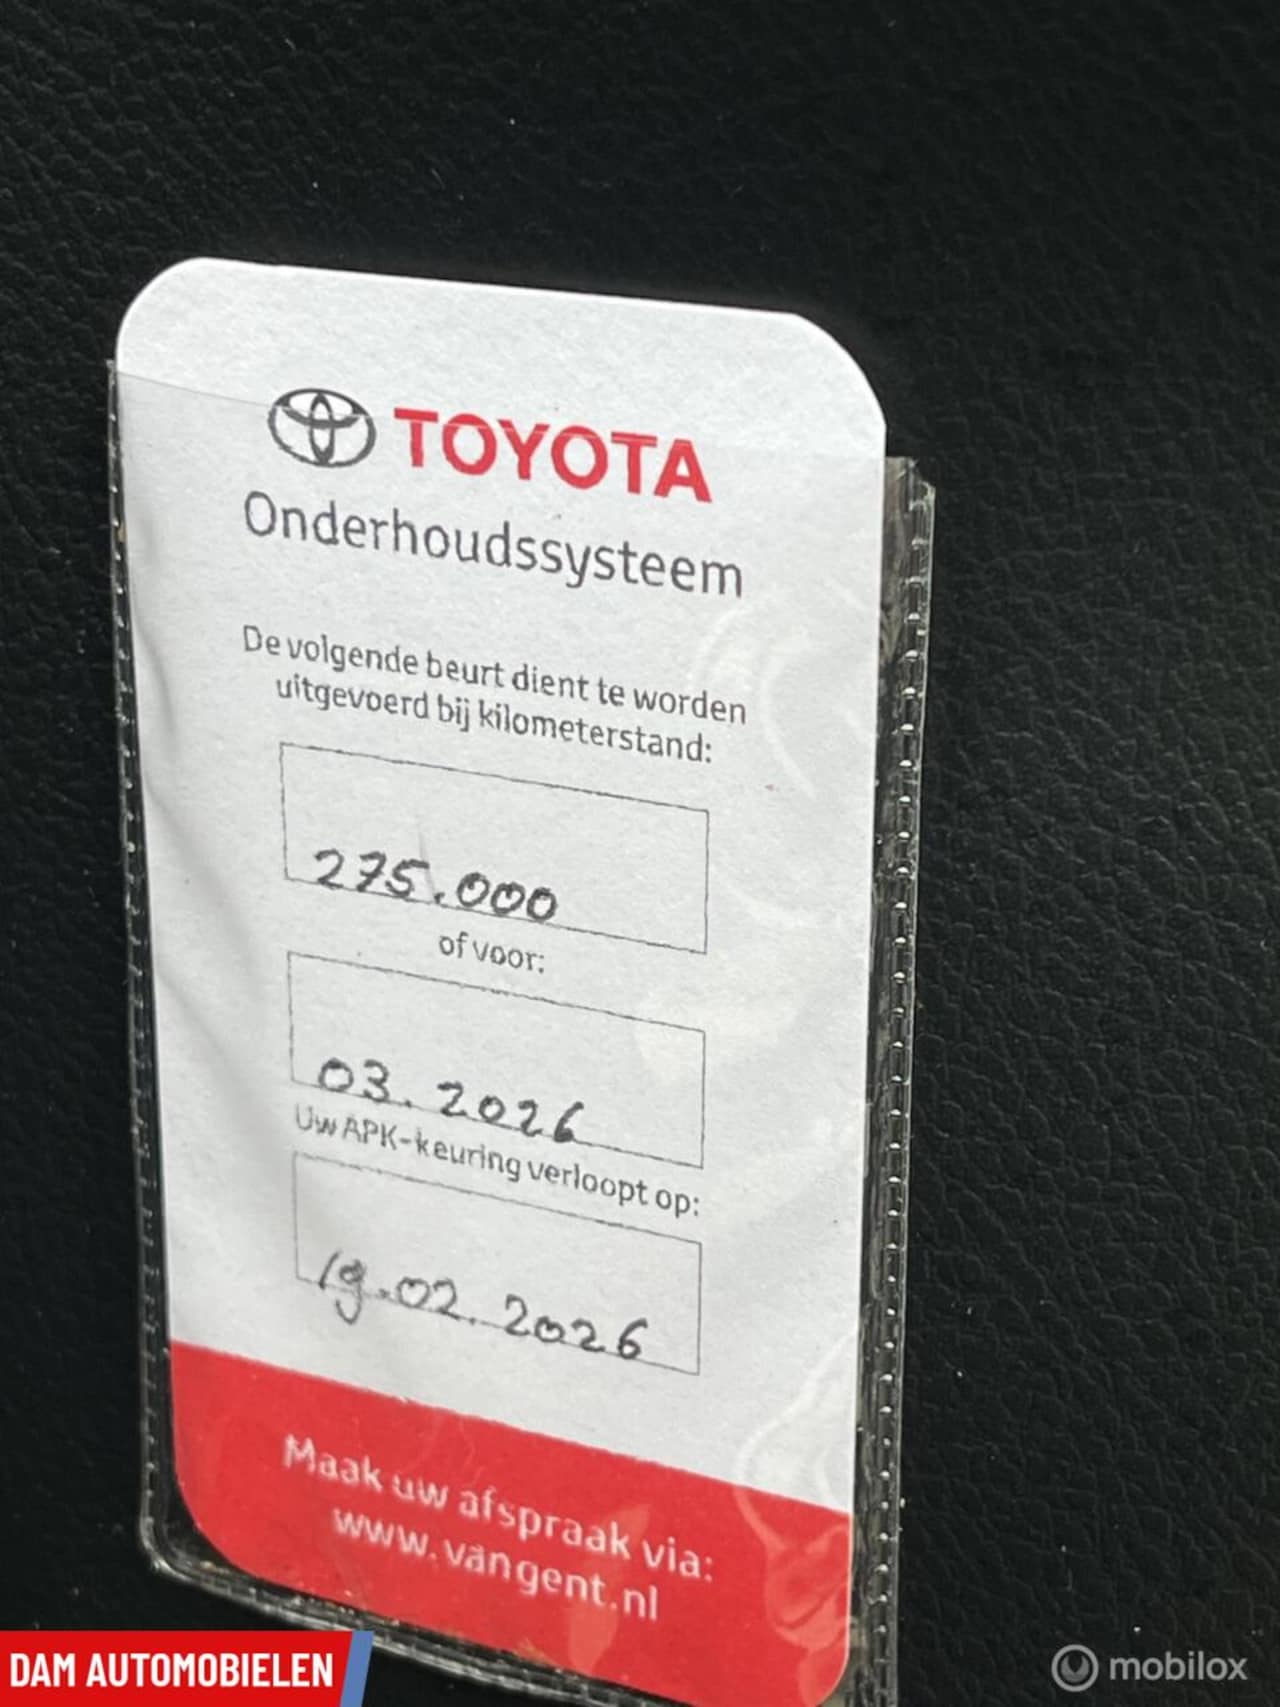 TOYOTA
Onderhoudssysteem
De volgende beurt dient te worden
uitgevoerd bij kilometerstand:
275.000
of voor:
03.2026
Uw APK-keuring verloopt op:
19.02.2026
Maak uw afspraak via:
www.vangent.nl
DAM AUTOMOBIELEN
mobilox